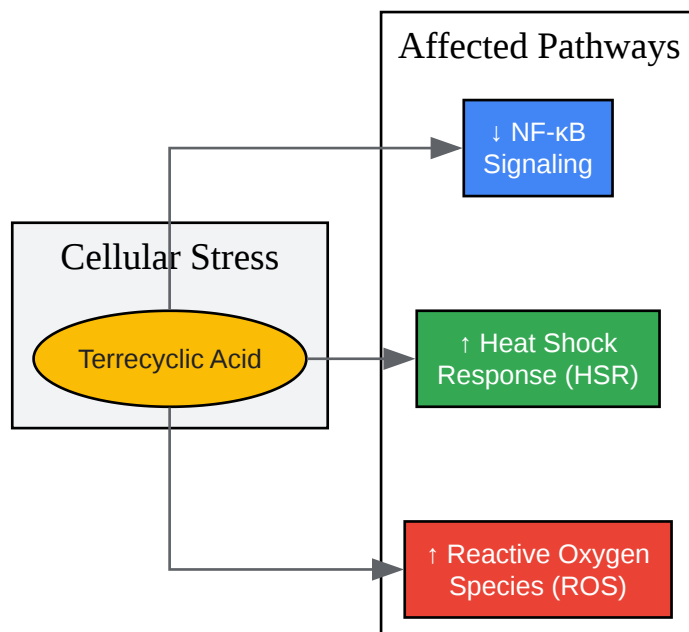 Affected Pathways
↓ NF-κB
Signaling
Cellular Stress
Terrecyclic Acid
↑ Heat Shock
Response (HSR)
↑ Reactive Oxygen
Species (ROS)